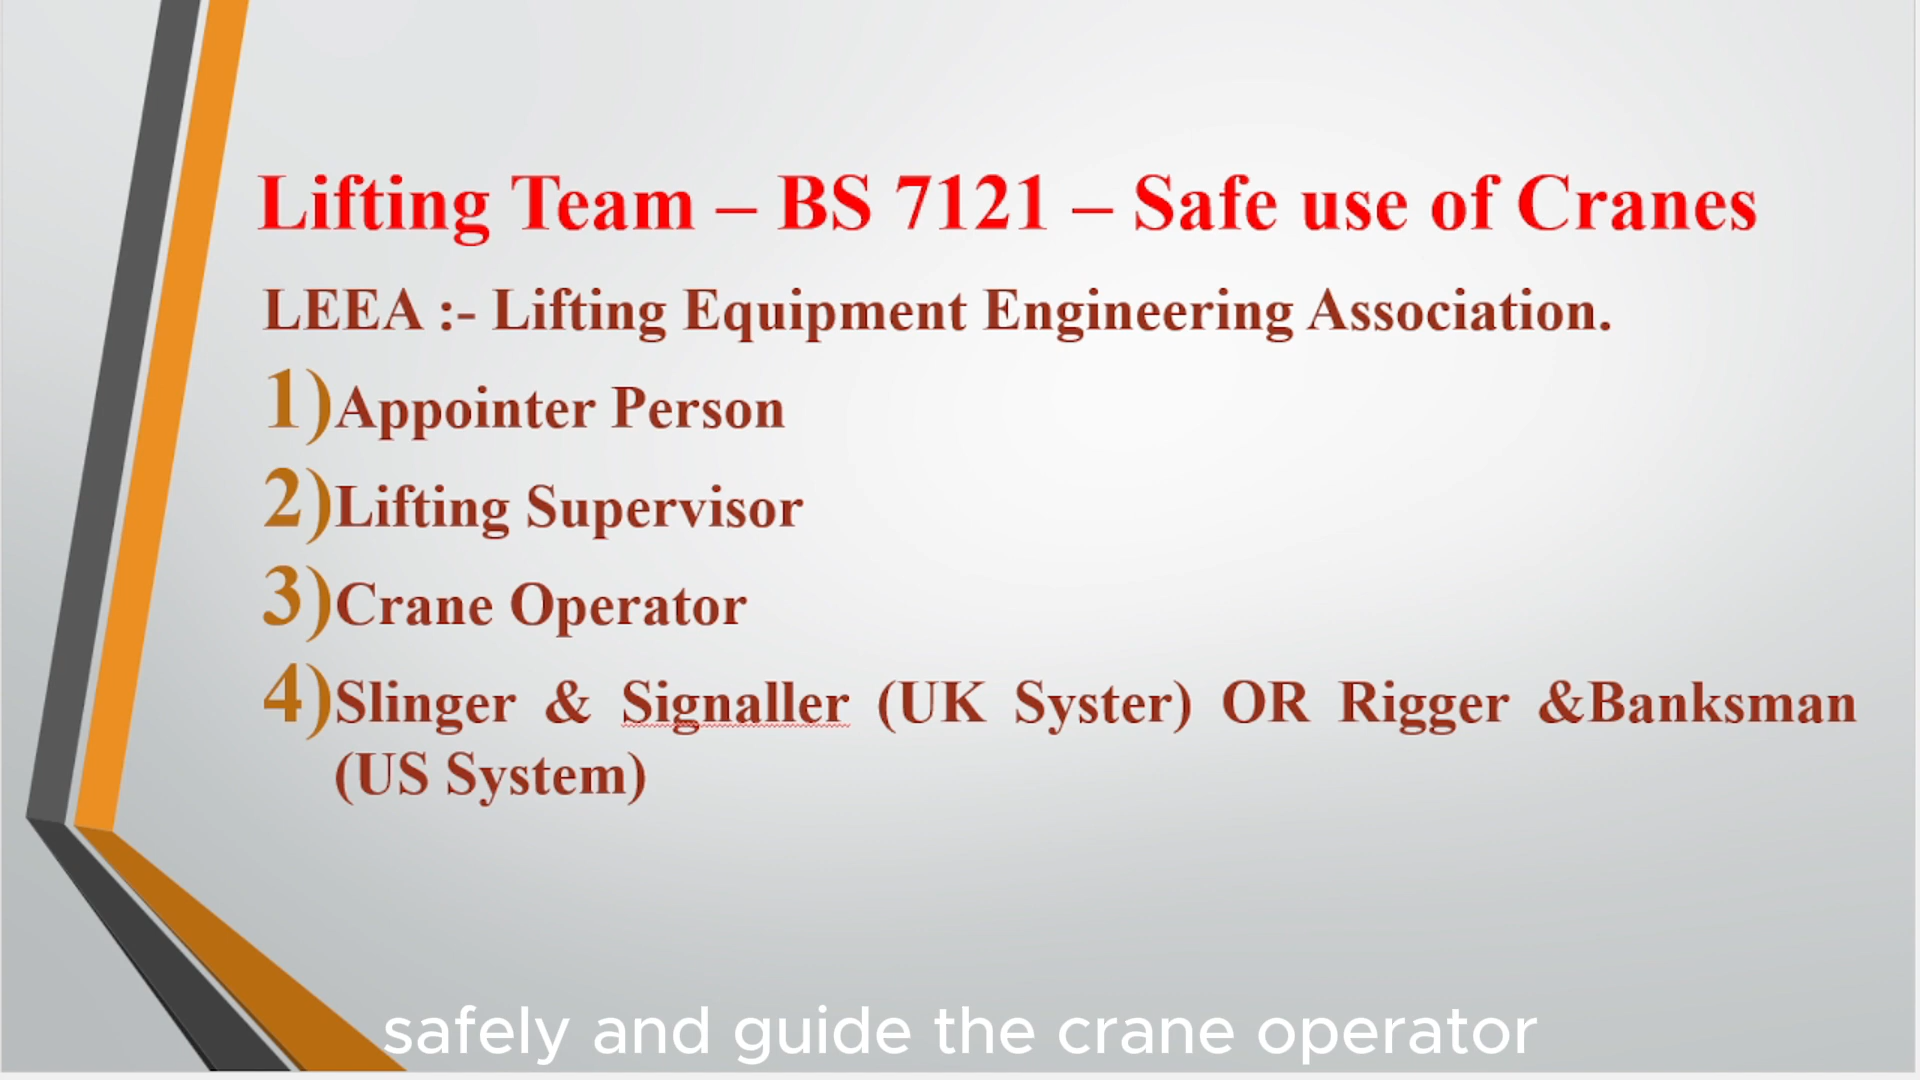 Lifting Team – BS 7121 – Safe use of Cranes
LEEA :- Lifting Equipment Engineering Association.
1)Appointer Person
2)Lifting Supervisor
3)Crane Operator
4)Slinger & Signaller (UK Syster) OR Rigger &Banksman
(US System)
safely and guide the crane operator